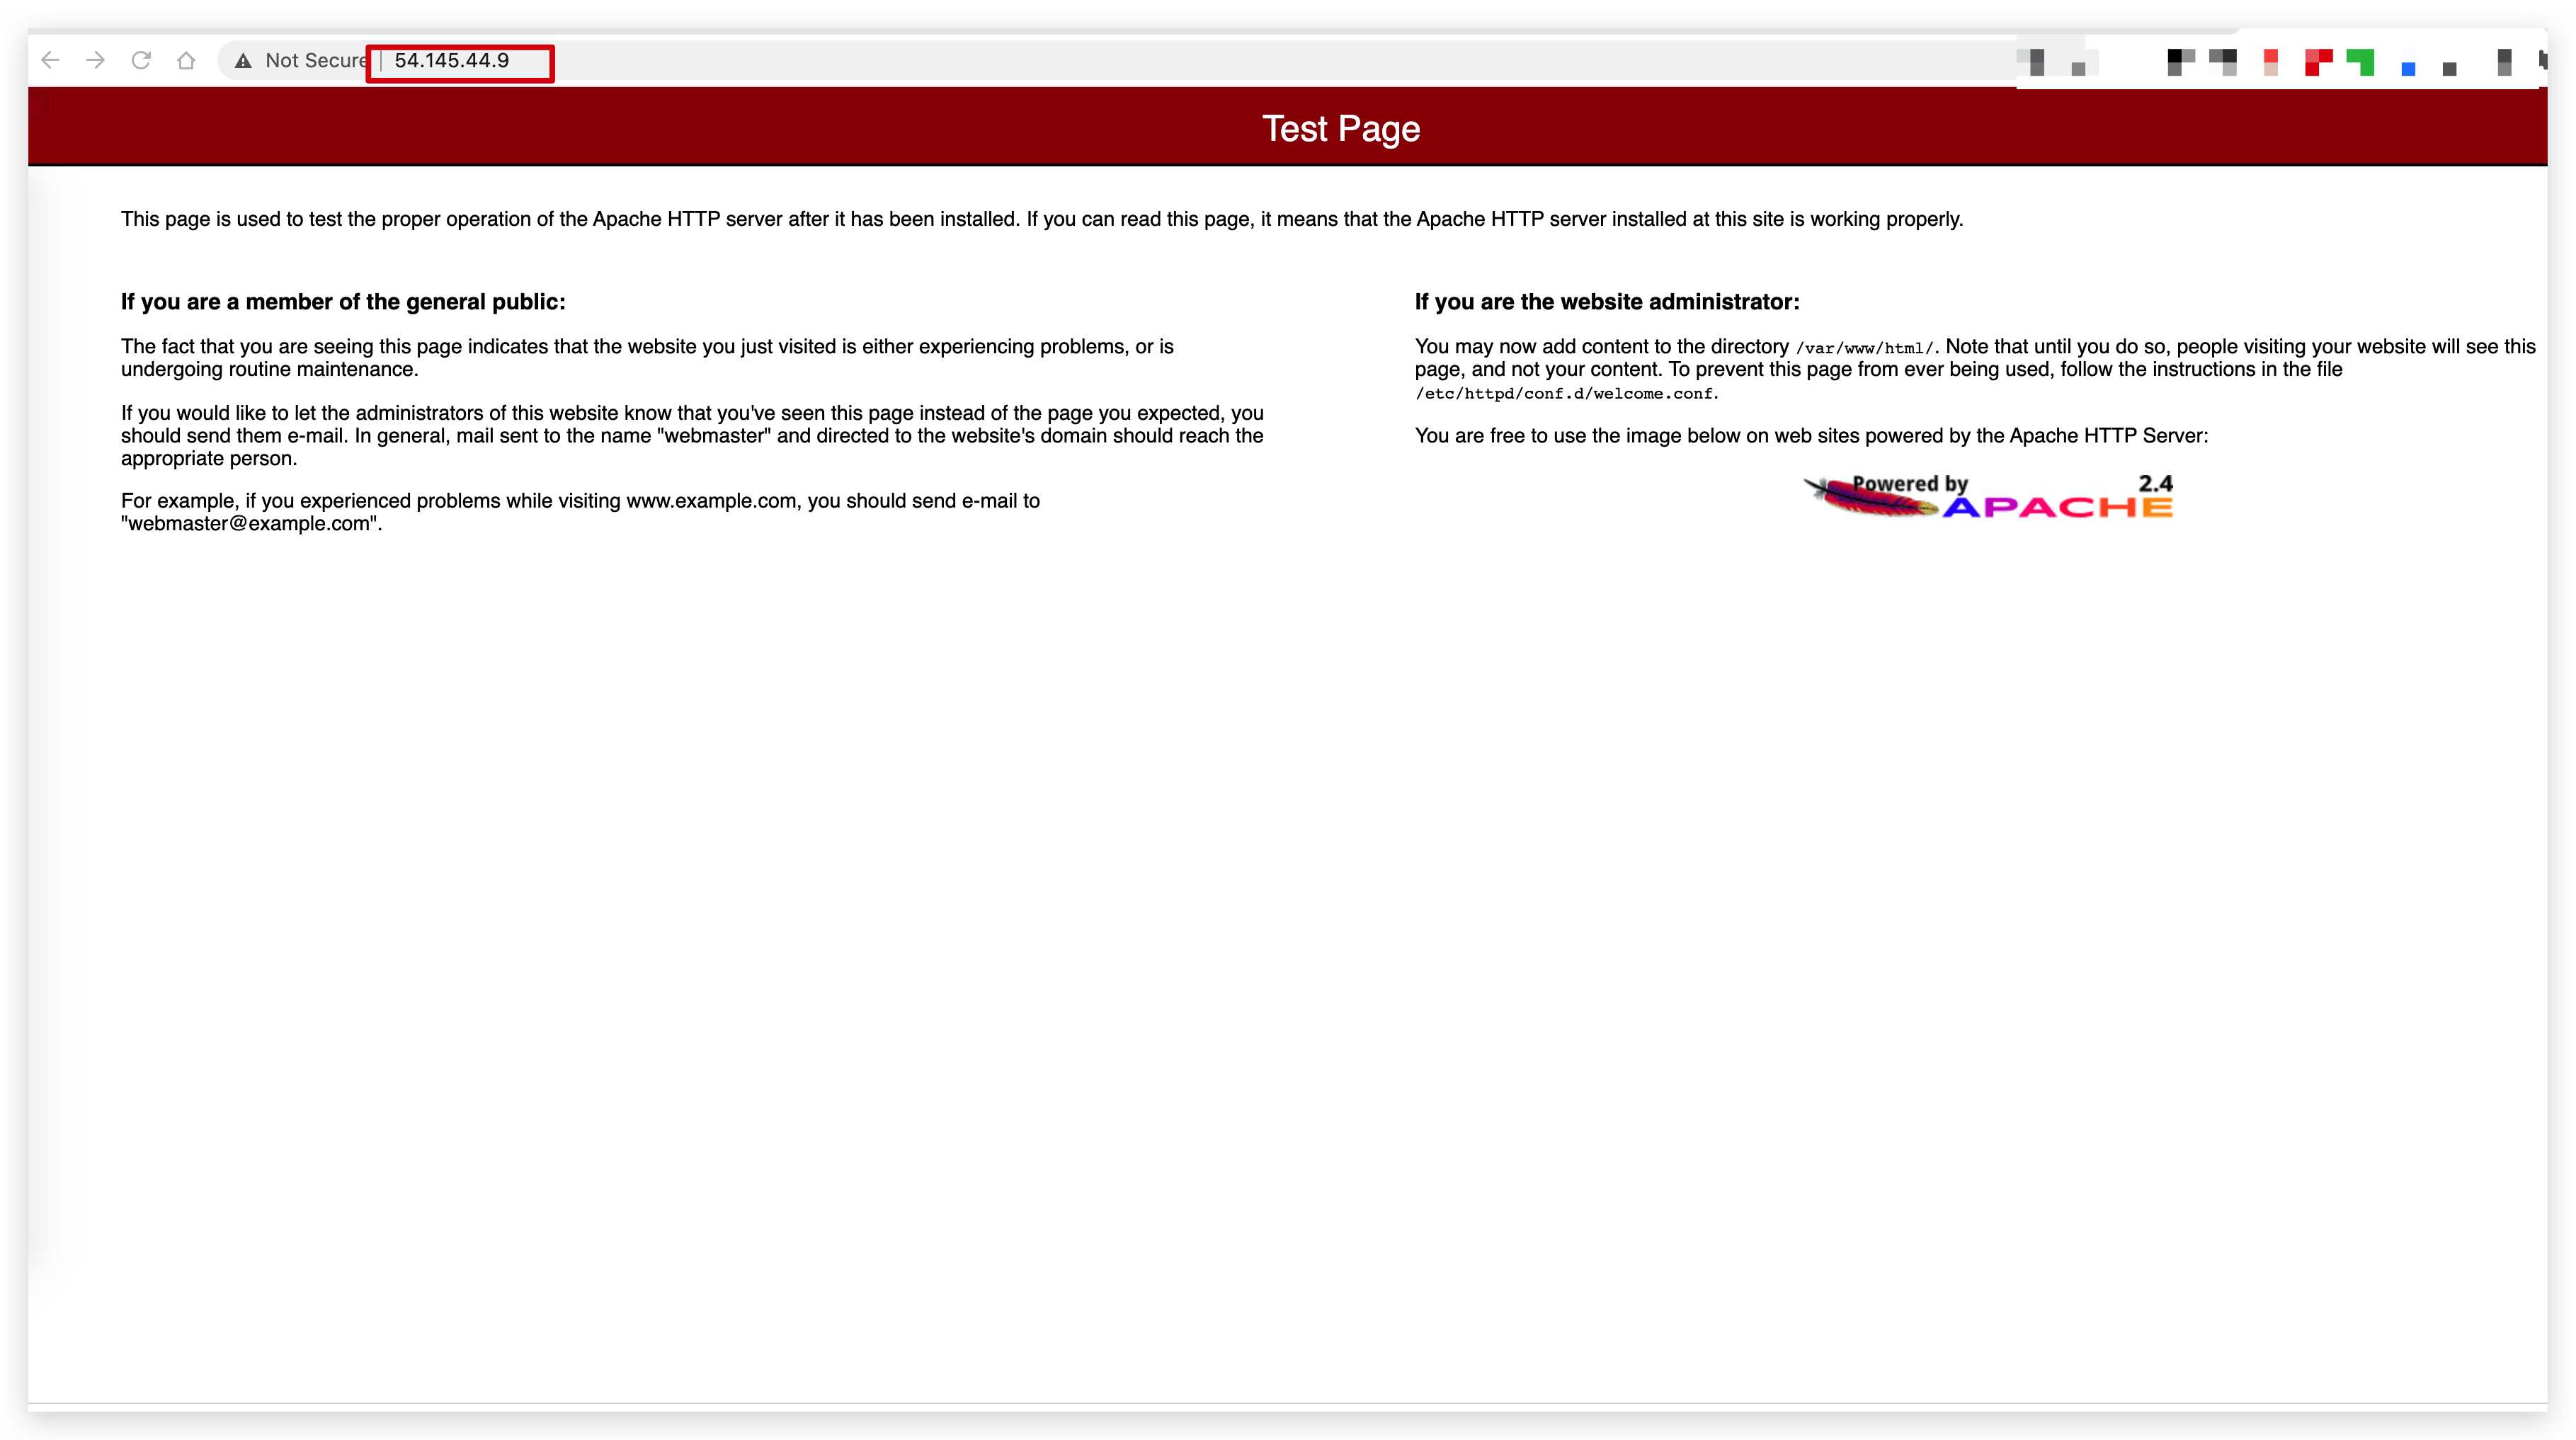 Not Secure 54.145.44.9
Test Page
This page is used to test the proper operation of the Apache HTTP server after it has been installed. If you can read this page, it means that the Apache HTTP server installed at this site is working properly.
If you are a member of the general public:
The fact that you are seeing this page indicates that the website you just visited is either experiencing problems, or is
undergoing routine maintenance.
If you would like to let the administrators of this website know that you've seen this page instead of the page you expected, you
should send them e-mail. In general, mail sent to the name "webmaster" and directed to the website's domain should reach the
appropriate person.
For example, if you experienced problems while visiting www.example.com, you should send e-mail to
"webmaster@example.com".
If you are the website administrator:
You may now add content to the directory /var/www/html/. Note that until you do so, people visiting your website will see this
page, and not your content. To prevent this page from ever being used, follow the instructions in the file
/etc/httpd/conf.d/welcome.conf.
You are free to use the image below on web sites powered by the Apache HTTP Server:
Powered by 2.4
APACHE